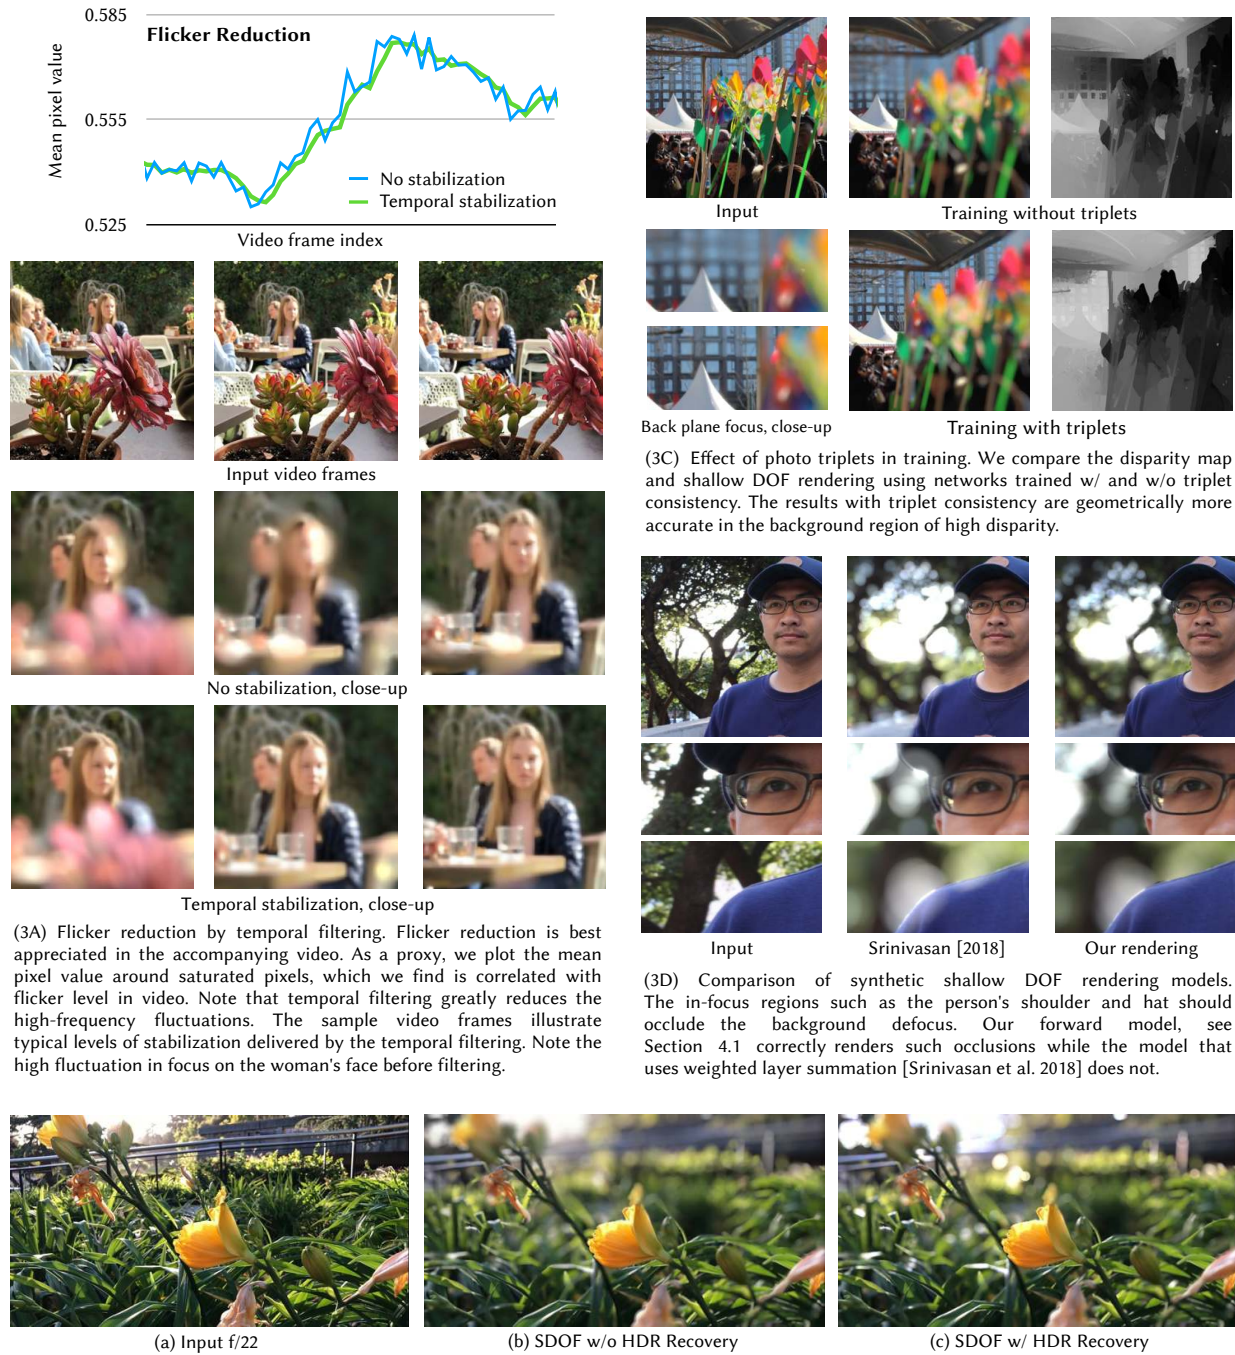 0.585
Flicker Reduction
Mean pixel value
0.555
No stabilization
Temporal stabilization
0.525
Video frame index
Input video frames
No stabilization, close-up
Temporal stabilization, close-up
(3A) Flicker reduction by temporal filtering. Flicker reduction is best
appreciated in the accompanying video. As a proxy, we plot the mean
pixel value around saturated pixels, which we find is correlated with
flicker level in video. Note that temporal filtering greatly reduces the
high-frequency fluctuations. The sample video frames illustrate
typical levels of stabilization delivered by the temporal filtering. Note the
high fluctuation in focus on the woman's face before filtering.
Input
Training without triplets
Back plane focus, close-up
Training with triplets
(3C) Effect of photo triplets in training. We compare the disparity map
and shallow DOF rendering using networks trained w/ and w/o triplet
consistency. The results with triplet consistency are geometrically more
accurate in the background region of high disparity.
Input
Srinivasan [2018]
Our rendering
(3D) Comparison of synthetic shallow DOF rendering models.
The in-focus regions such as the person's shoulder and hat should
occlude the background defocus. Our forward model, see
Section 4.1 correctly renders such occlusions while the model that
uses weighted layer summation [Srinivasan et al. 2018] does not.
(a) Input f/22
(b) SDOF w/o HDR Recovery
(c) SDOF w/ HDR Recovery